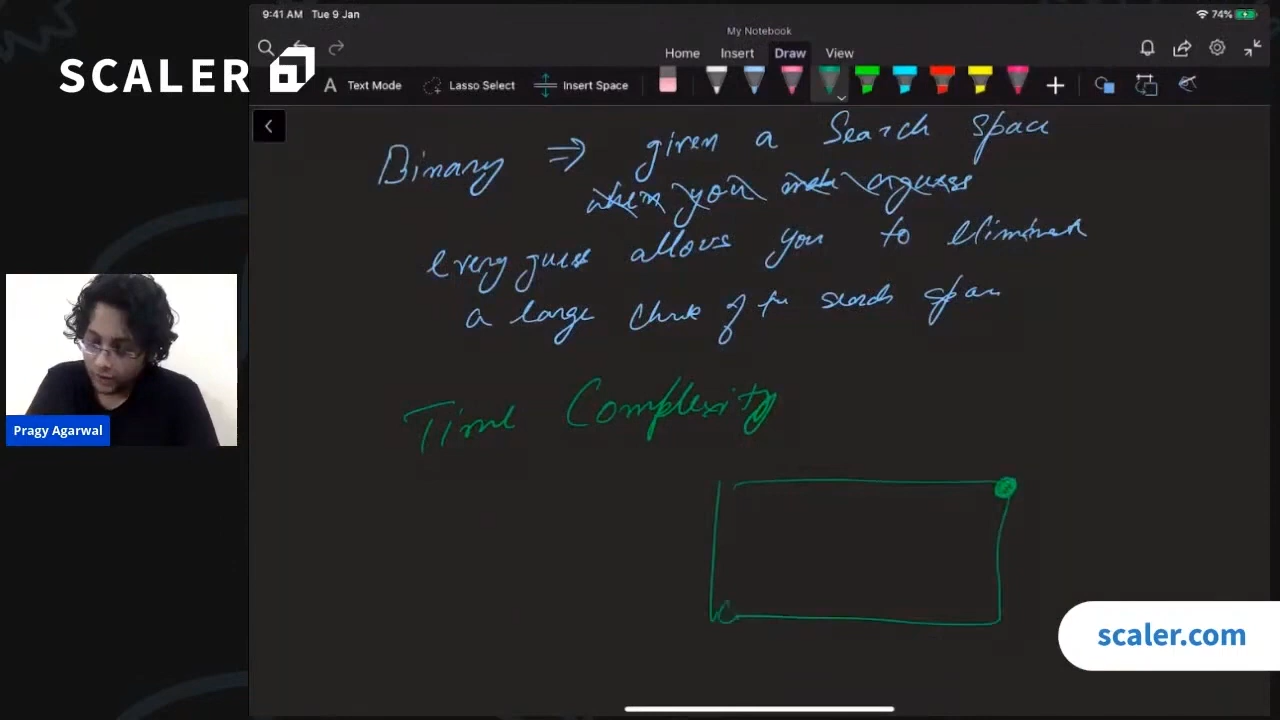 9:41 AM Tue 9 Jan
74%
My Notebook
SCALER
Home Insert Draw View
Text Mode Lasso Select Insert Space
Binary ⇒ given a Search space
when you make a guess
every guess allows you to eliminate
a large chunk of the search space
Time Complexity
Pragy Agarwal
scaler.com